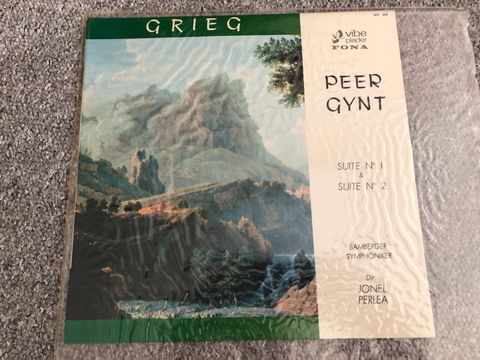 GRIEG
vibe
plader
FONA
PEER
GYNT
SUITE Nº 1
&
SUITE Nº 2
BAMBERGER
SYMPHONIKER
Dir
JONEL
PERLEA